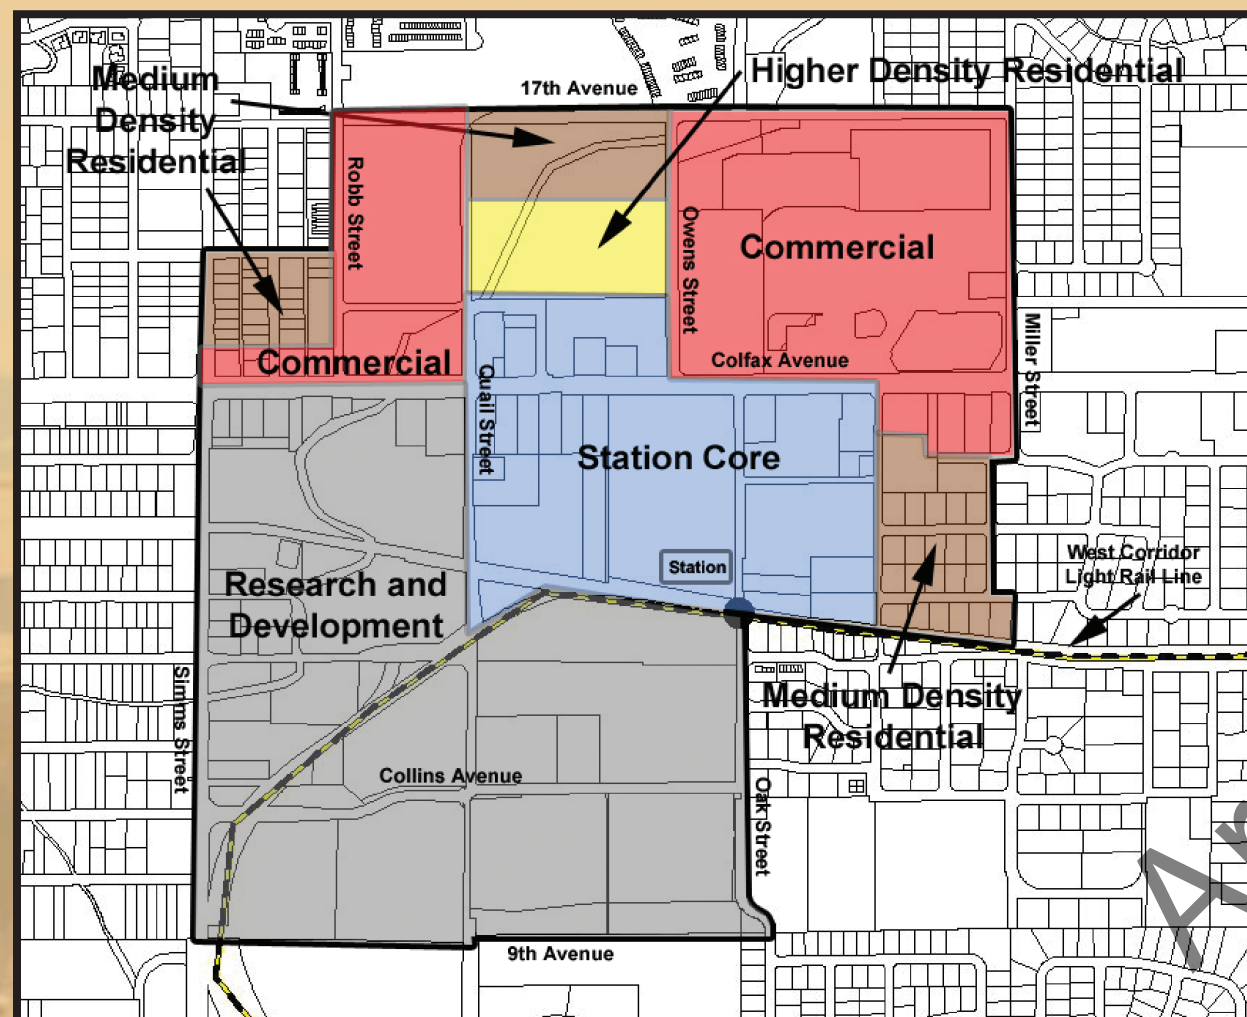 Medium
Density
Residential
17th Avenue
Higher Density Residential
Robb Street
Owens Street
Commercial
Miller Street
Colfax Avenue
Commercial
Quail Street
Station Core
Station
West Corridor
Light Rail Line
Research and
Development
Simms Street
Medium Density
Residential
Collins Avenue
Oak Street
9th Avenue